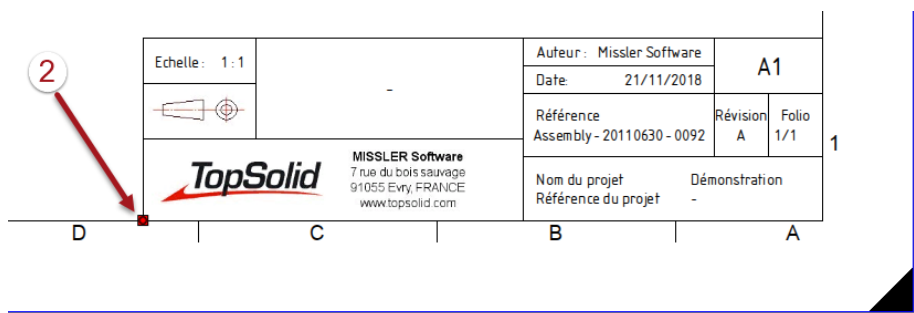 2
Echelle : 1 : 1
-
Auteur : Missler Software
Date: 21/11/2018
A1
Référence
Assembly - 20110630 - 0092
Révision
A
Folio
1/1
1
TopSolid
MISSLER Software
7 rue du bois sauvage
91055 Evry, FRANCE
www.topsolid.com
Nom du projet Démonstration
Référence du projet -
D C B A